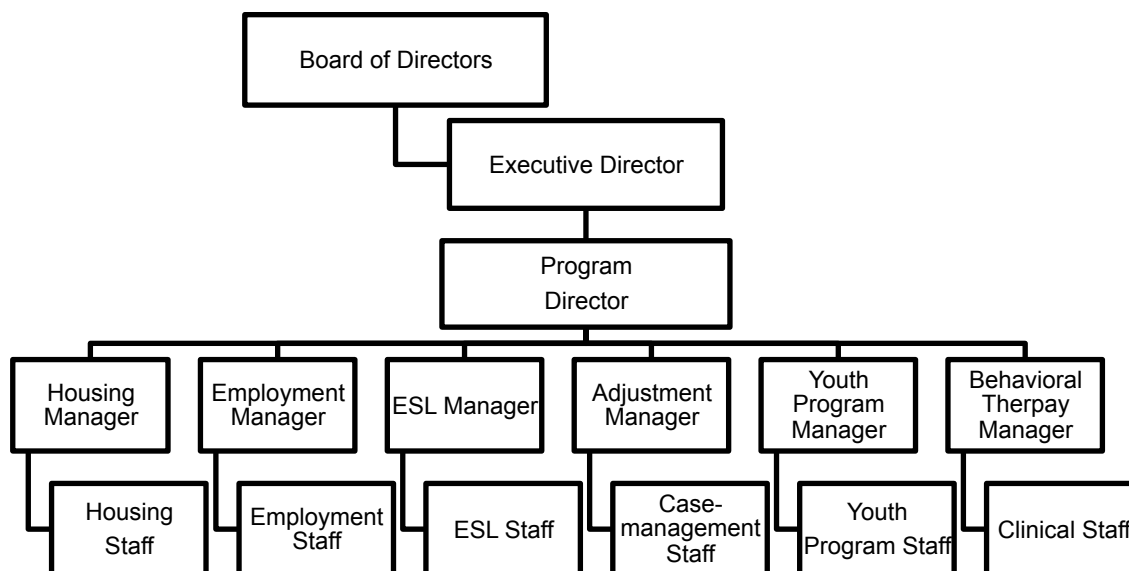 Board of Directors
Executive Director
Program
Director
Housing
Manager
Employment
Manager
ESL Manager
Adjustment
Manager
Youth
Program
Manager
Behavioral
Therpay
Manager
Housing
Staff
Employment
Staff
ESL Staff
Case-
management
Staff
Youth
Program Staff
Clinical Staff